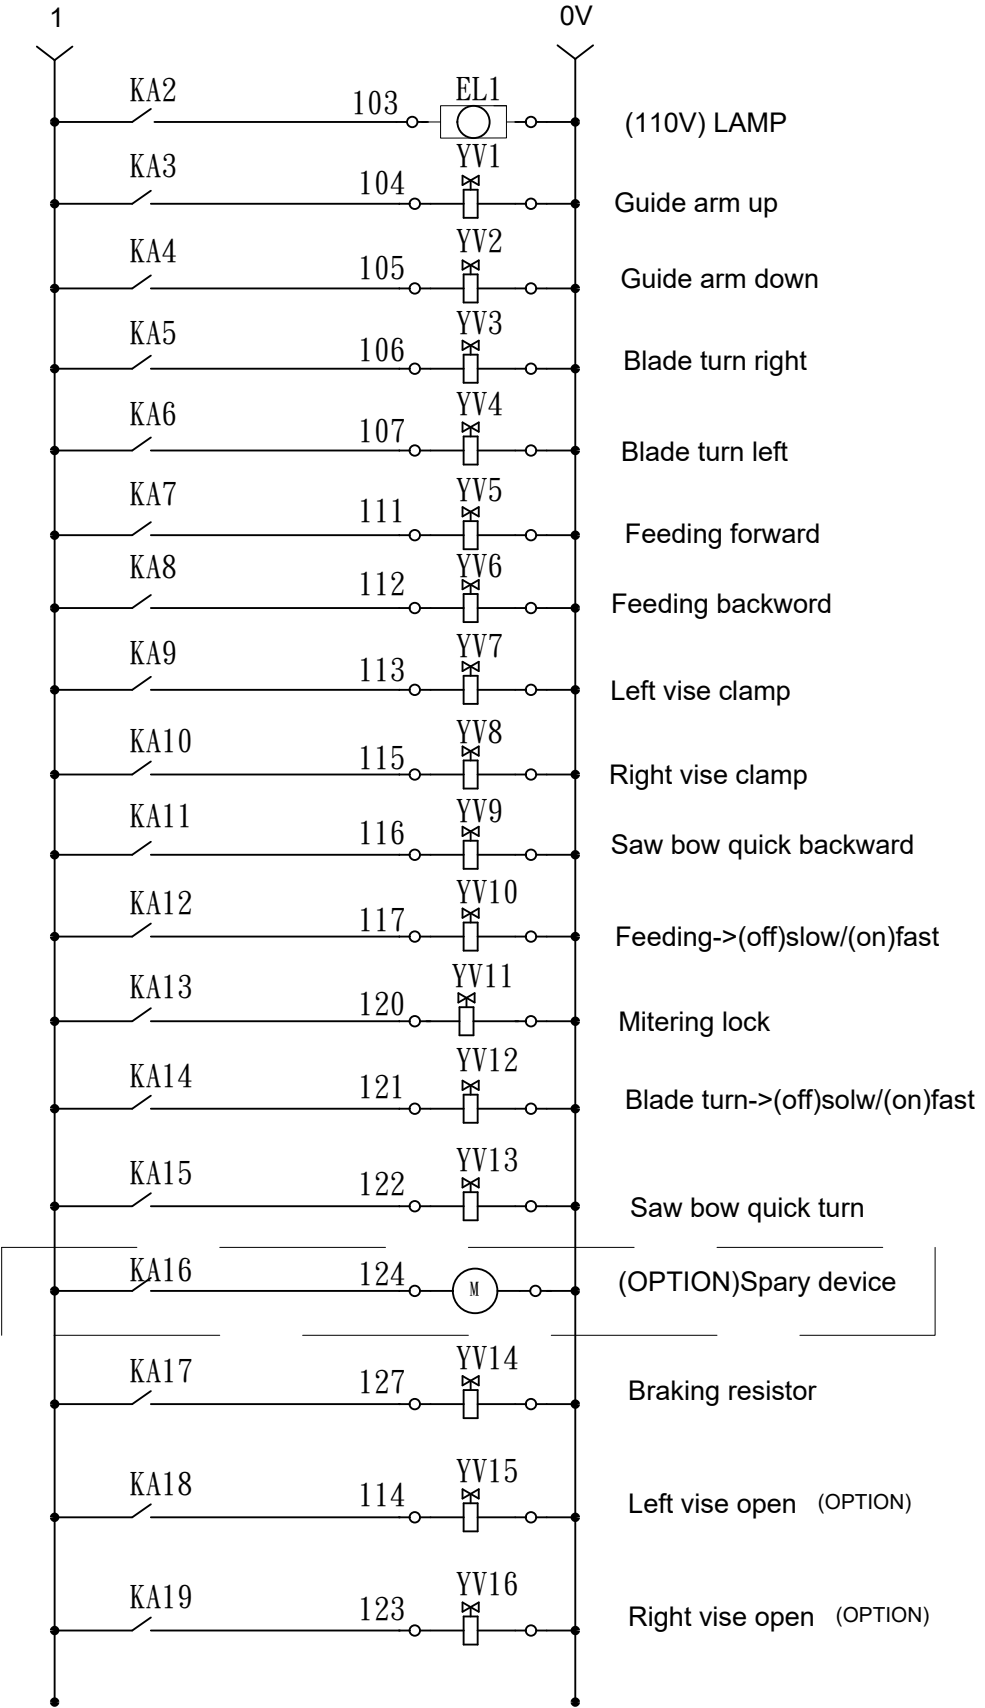 1 0V
KA2 103 EL1 (110V) LAMP
KA3 104 YV1 Guide arm up
KA4 105 YV2 Guide arm down
KA5 106 YV3 Blade turn right
KA6 107 YV4 Blade turn left
KA7 111 YV5 Feeding forward
KA8 112 YV6 Feeding backword
KA9 113 YV7 Left vise clamp
KA10 115 YV8 Right vise clamp
KA11 116 YV9 Saw bow quick backward
KA12 117 YV10 Feeding->(off)slow/(on)fast
KA13 120 YV11 Mitering lock
KA14 121 YV12 Blade turn->(off)solw/(on)fast
KA15 122 YV13 Saw bow quick turn
KA16 124 M (OPTION)Spary device
KA17 127 YV14 Braking resistor
KA18 114 YV15 Left vise open (OPTION)
KA19 123 YV16 Right vise open (OPTION)